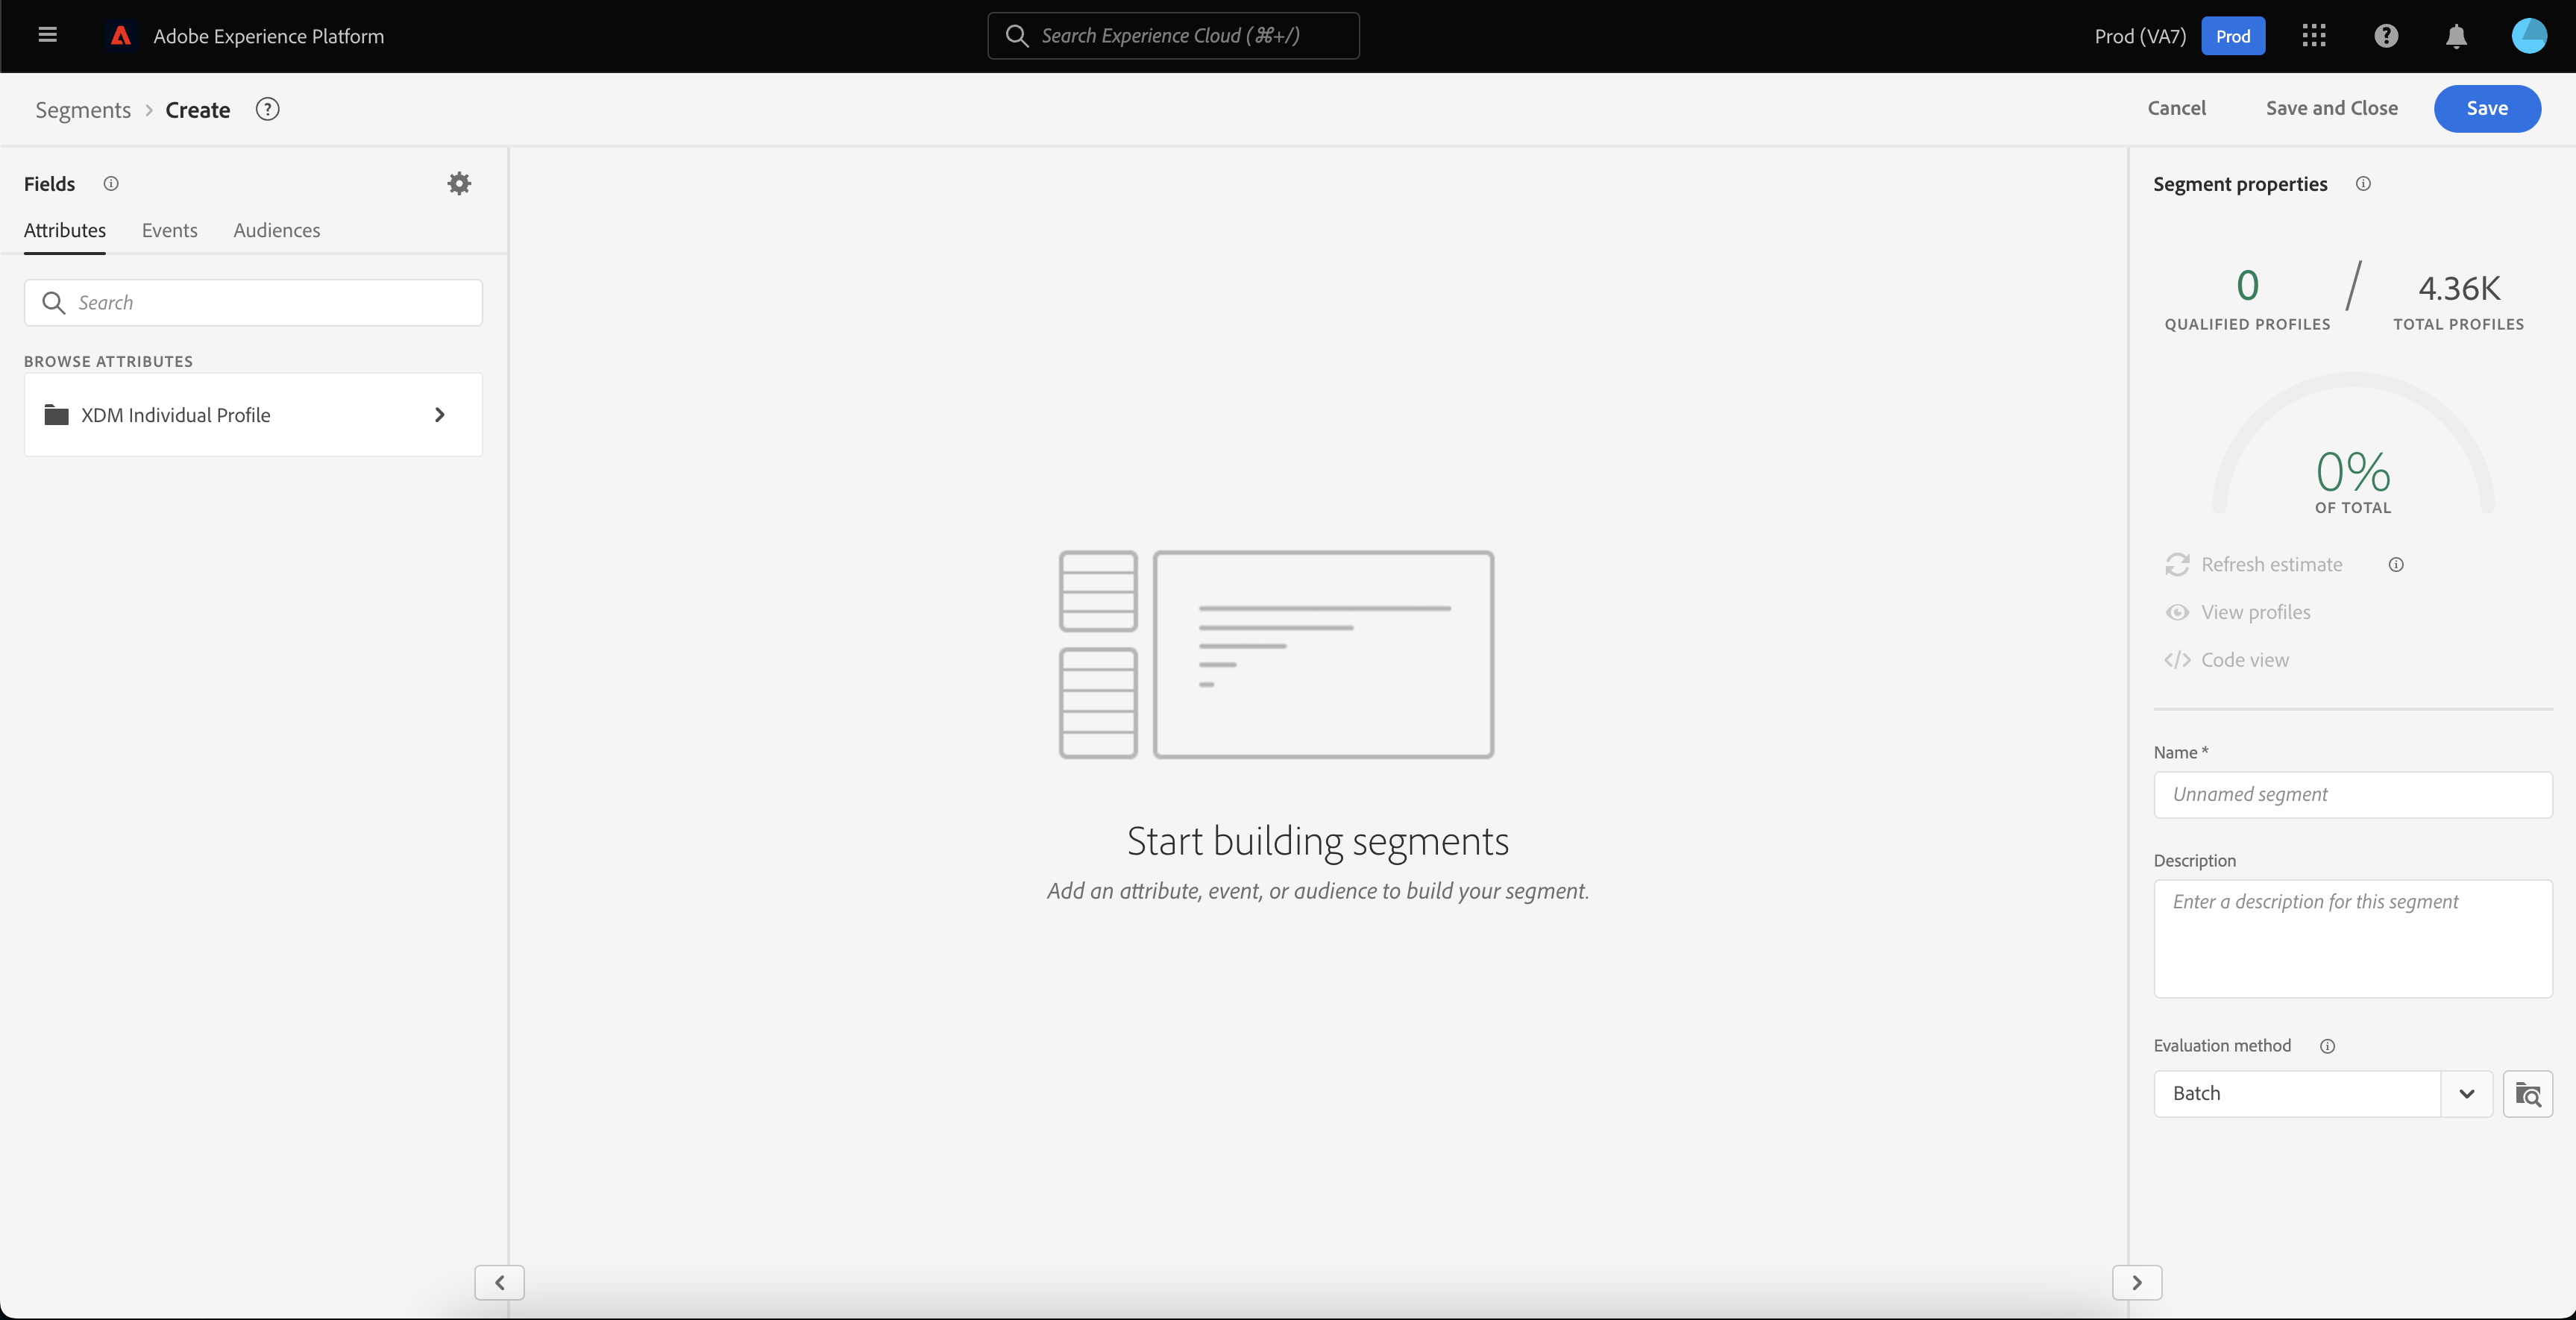 Adobe Experience Platform
Search Experience Cloud (⌘+/)
Prod (VA7)
Prod
Segments
Create
Cancel
Save and Close
Save
Fields
Attributes
Events
Audiences
Search
BROWSE ATTRIBUTES
XDM Individual Profile
Start building segments
Add an attribute, event, or audience to build your segment.
Segment properties
0 / 4.36K
QUALIFIED PROFILES
TOTAL PROFILES
0%
OF TOTAL
Refresh estimate
View profiles
</> Code view
Name *
Unnamed segment
Description
Enter a description for this segment
Evaluation method
Batch